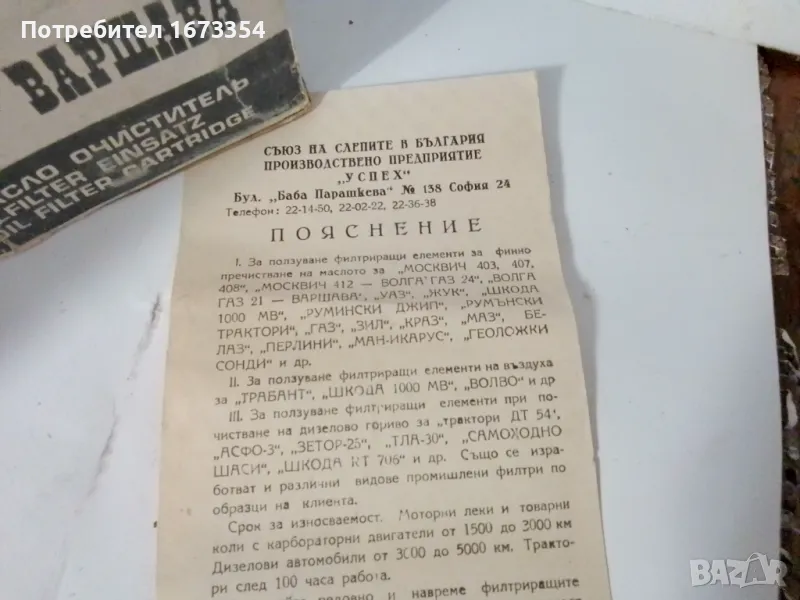 Потребител 1673354
ВАРШАВА
ОЧИСТИТЕЛЬ
FILTER EINSATZ
FILTER CARTRIDGE
СЪЮЗ НА СЛЕПИТЕ В БЪЛГАРИЯ
ПРОИЗВОДСТВЕНО ПРЕДПРИЯТИЕ
„УСПЕХ“
Бул. „Баба Парашкева“ № 138 София 24
Телефон: 22-14-50, 22-02-22, 22-36-38
ПОЯСНЕНИЕ
I. За ползуване филтриращи елементи за финно
пречистване на маслото за „МОСКВИЧ 403, 407,
408“, „МОСКВИЧ 412 — ВОЛГА ГАЗ 24“, „ВОЛГА
ГАЗ 21 — ВАРШАВА“, „УАЗ“, „ЖУК“, „ШКОДА
1000 МВ“, „РУМИНСКИ ДЖИП“, „РУМЪНСКИ
ТРАКТОРИ“, „ГАЗ“, „ЗИЛ“, „КРАЗ“, „МАЗ“, БЕ-
ЛАЗ“, „ПЕРЛИНИ“, „МАН-ИКАРУС“, „ГЕОЛОЖКИ
СОНДИ“ и др.
II. За ползуване филтриращи елементи на въздуха
за „ТРАБАНТ“, „ШКОДА 1000 МВ“, „ВОЛВО“ и др
III. За ползуване филтриращи елементи при по-
чистване на дизелово гориво за „трактори ДТ 54“,
„АСФО-3“, „ЗЕТОР-25“, „ТЛА-30“, „САМОХОДНО
ШАСИ“, „ШКОДА RT 706“ и др. Също се изра-
ботват и различни видове промишлени филтри по
образци на клиента.
Срок за износваемост. Моторни леки и товарни
коли с карбораторни двигатели от 1500 до 3000 км
Дизелови автомобили от 3000 до 5000 км. Тракто-
ри след 100 часа работа.
редовно и навреме филтриращите
BAZAR